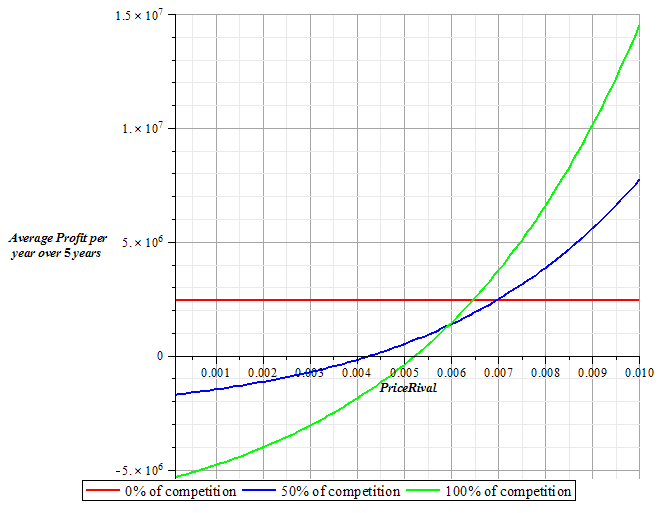 1.5 × 10⁷
1. × 10⁷
Average Profit per
year over 5 years
5. × 10⁶
0
0.001 0.002 0.003 0.004 0.005 0.006 0.007 0.008 0.009 0.010
PriceRival
-5. × 10⁶
0% of competition 50% of competition 100% of competition